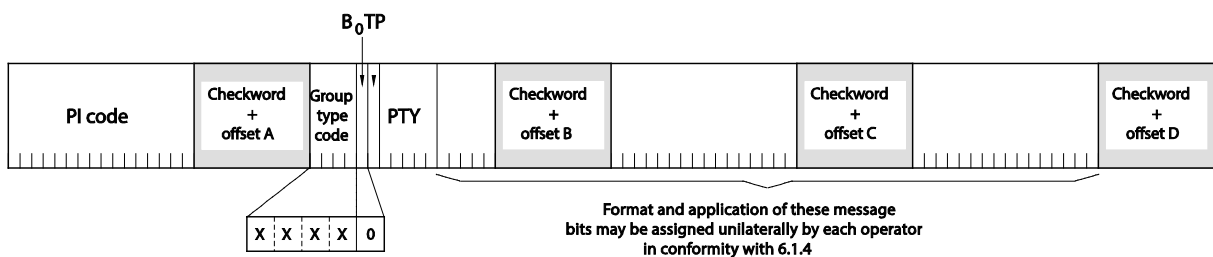 B0TP
PI code
Checkword
+
offset A
Group
type
code
PTY
Checkword
+
offset B
Checkword
+
offset C
Checkword
+
offset D
X X X X 0
Format and application of these message
bits may be assigned unilaterally by each operator
in conformity with 6.1.4